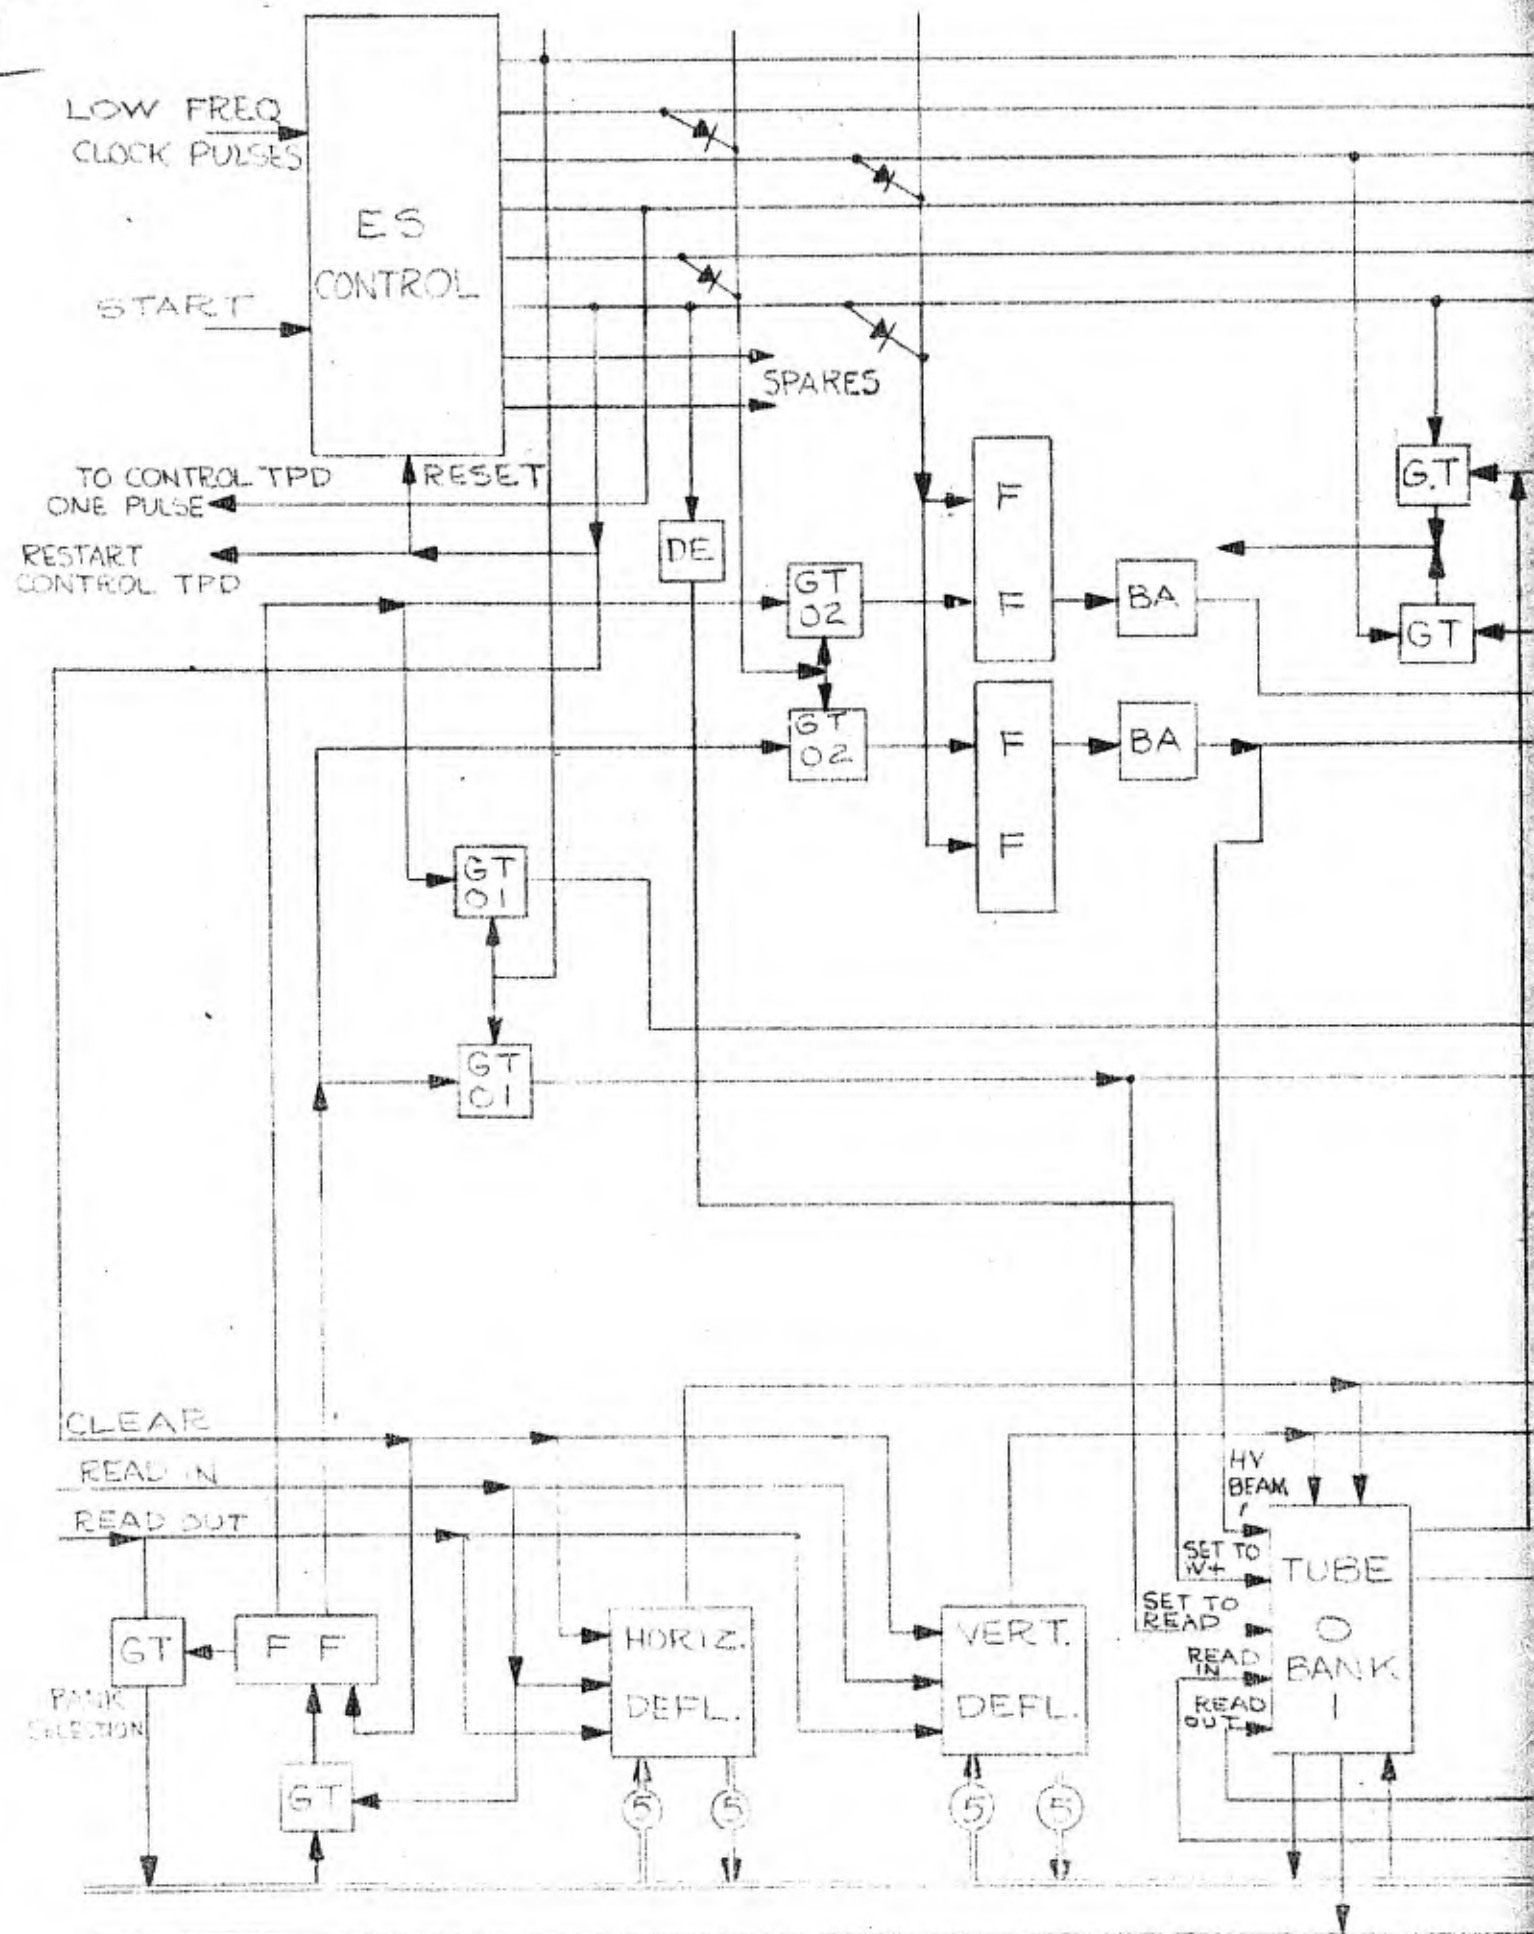 LOW FREQ
CLOCK PULSES
ES
CONTROL
START
SPARES
TO CONTROL TPD
ONE PULSE
RESET
RESTART
CONTROL TPD
DE
GT
02
F
F
BA
G.T
GT
GT
02
F
F
BA
GT
01
GT
01
CLEAR
READ IN
READ OUT
HV
BEAM
SET TO
W+
SET TO
READ
READ
IN
READ
OUT
TUBE
0
BANK
1
GT
F F
HORIZ.
DEFL.
VERT.
DEFL.
BANK
SELECTION
GT
5
5
5
5